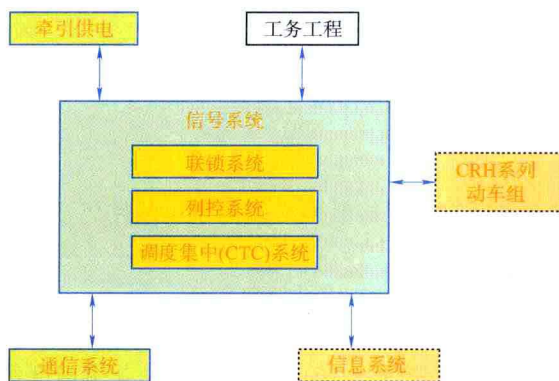 牵引供电
工务工程
信号系统
联锁系统
列控系统
调度集中(CTC)系统
CRH系列
动车组
通信系统
信息系统